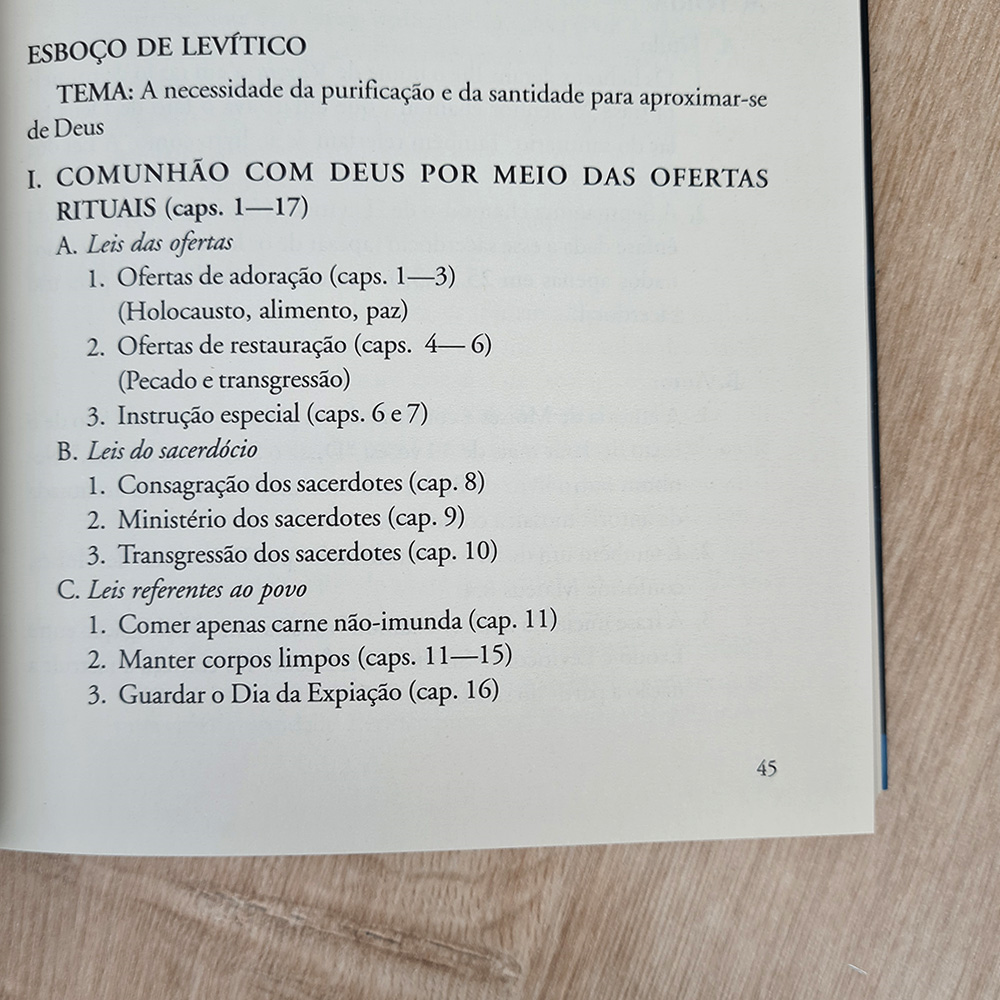 ESBOÇO DE LEVÍTICO
TEMA: A necessidade da purificação e da santidade para aproximar-se
de Deus
I. COMUNHÃO COM DEUS POR MEIO DAS OFERTAS
RITUAIS (caps. 1—17)
A. Leis das ofertas
1. Ofertas de adoração (caps. 1—3)
(Holocausto, alimento, paz)
2. Ofertas de restauração (caps. 4— 6)
(Pecado e transgressão)
3. Instrução especial (caps. 6 e 7)
B. Leis do sacerdócio
1. Consagração dos sacerdotes (cap. 8)
2. Ministério dos sacerdotes (cap. 9)
3. Transgressão dos sacerdotes (cap. 10)
C. Leis referentes ao povo
1. Comer apenas carne não-imunda (cap. 11)
2. Manter corpos limpos (caps. 11—15)
3. Guardar o Dia da Expiação (cap. 16)
45